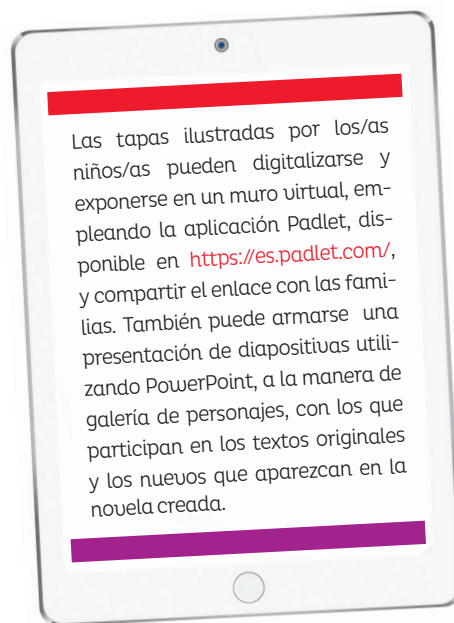 Las tapas ilustradas por los/as
niños/as pueden digitalizarse y
exponerse en un muro virtual, em-
pleando la aplicación Padlet, dis-
ponible en https://es.padlet.com/,
y compartir el enlace con las fami-
lias. También puede armarse una
presentación de diapositivas utili-
zando PowerPoint, a la manera de
galería de personajes, con los que
participan en los textos originales
y los nuevos que aparezcan en la
novela creada.